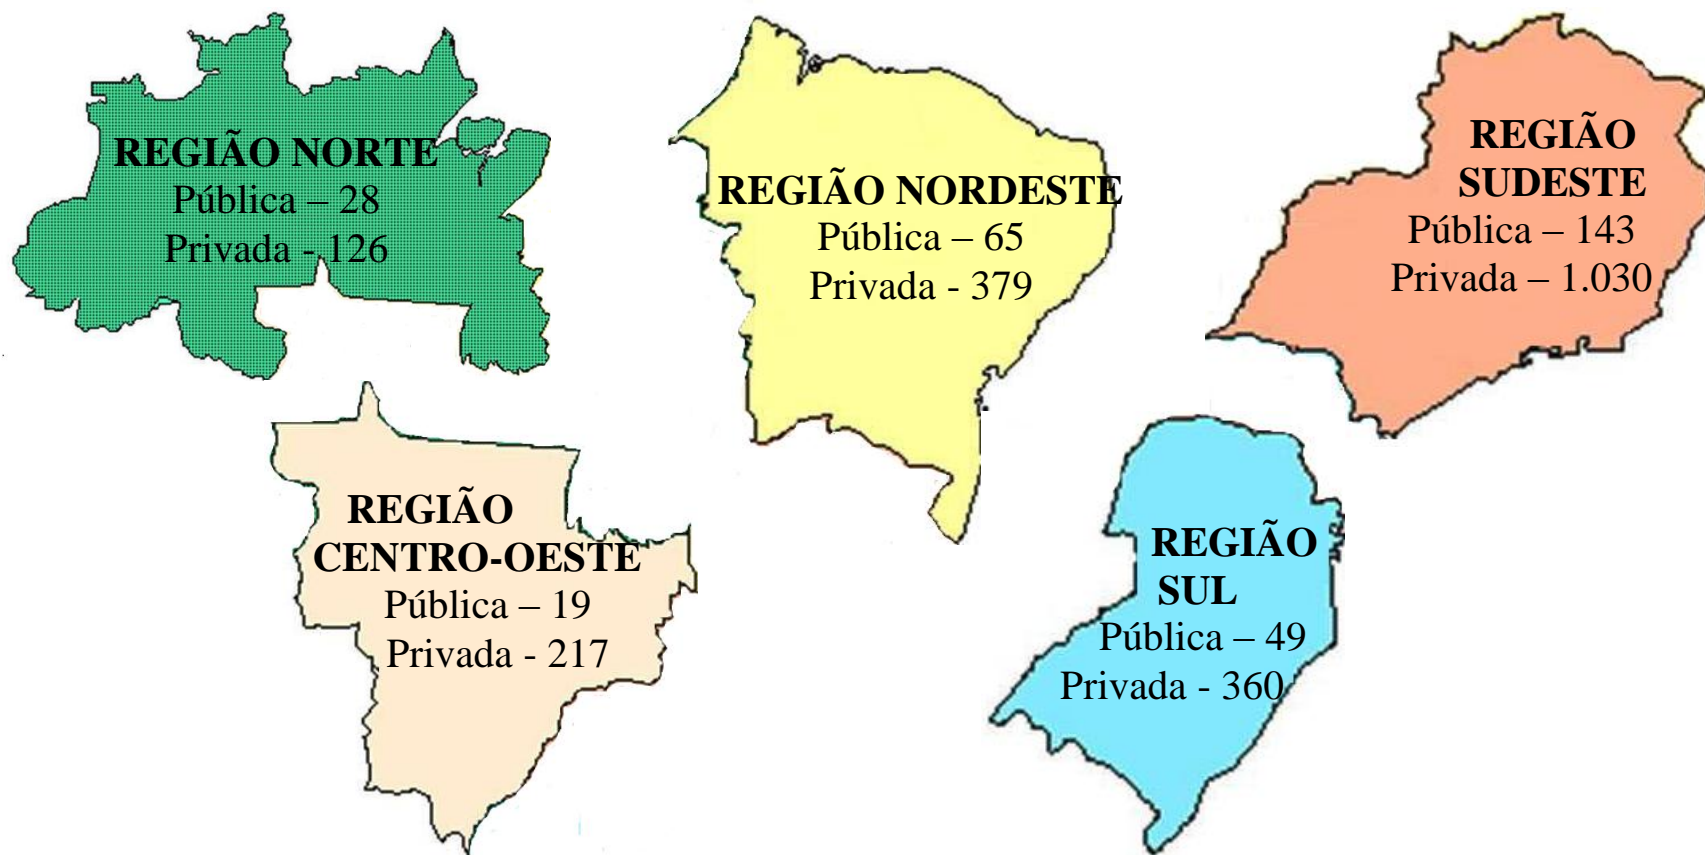 REGIÃO NORTE
Pública – 28
Privada - 126
REGIÃO NORDESTE
Pública – 65
Privada - 379
REGIÃO
SUDESTE
Pública – 143
Privada – 1.030
REGIÃO
CENTRO-OESTE
Pública – 19
Privada - 217
REGIÃO
SUL
Pública – 49
Privada - 360